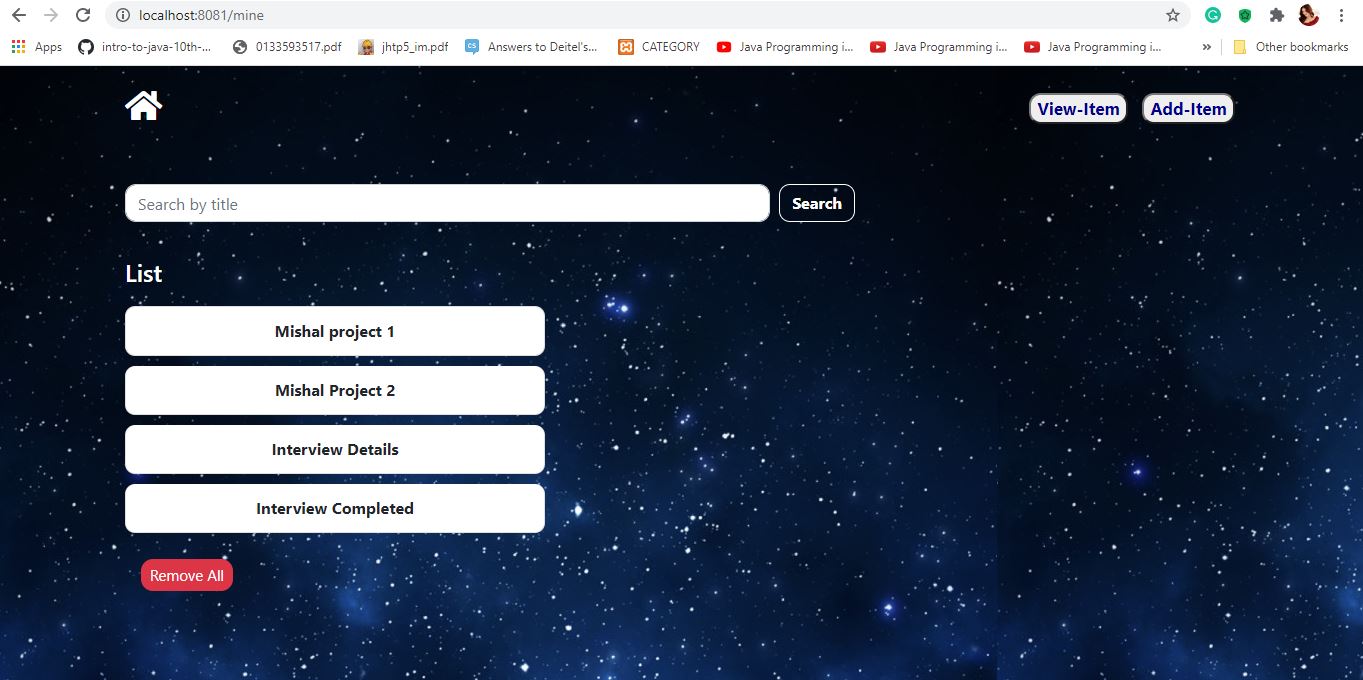 localhost:8081/mine
Apps
intro-to-java-10th-...
0133593517.pdf
jhtp5_im.pdf
CS
Answers to Deitel's...
CATEGORY
Java Programming i...
Java Programming i...
Java Programming i...
»
Other bookmarks
View-Item
Add-Item
Search by title
Search
List
Mishal project 1
Mishal Project 2
Interview Details
Interview Completed
Remove All